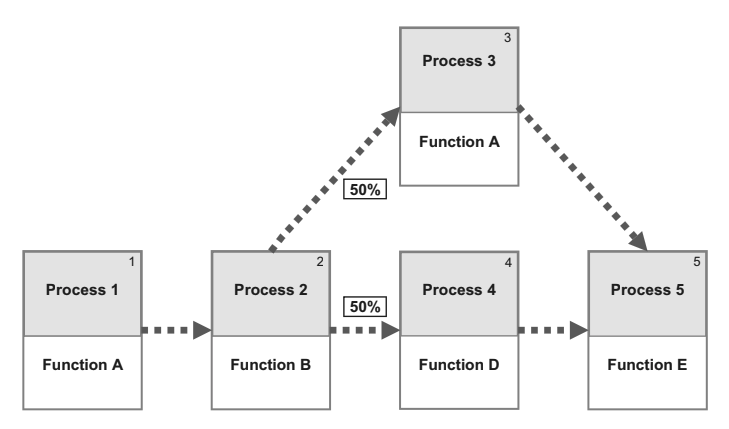 3
Process 3
Function A
50%
1
Process 1
Function A
2
Process 2
Function B
50%
4
Process 4
Function D
5
Process 5
Function E